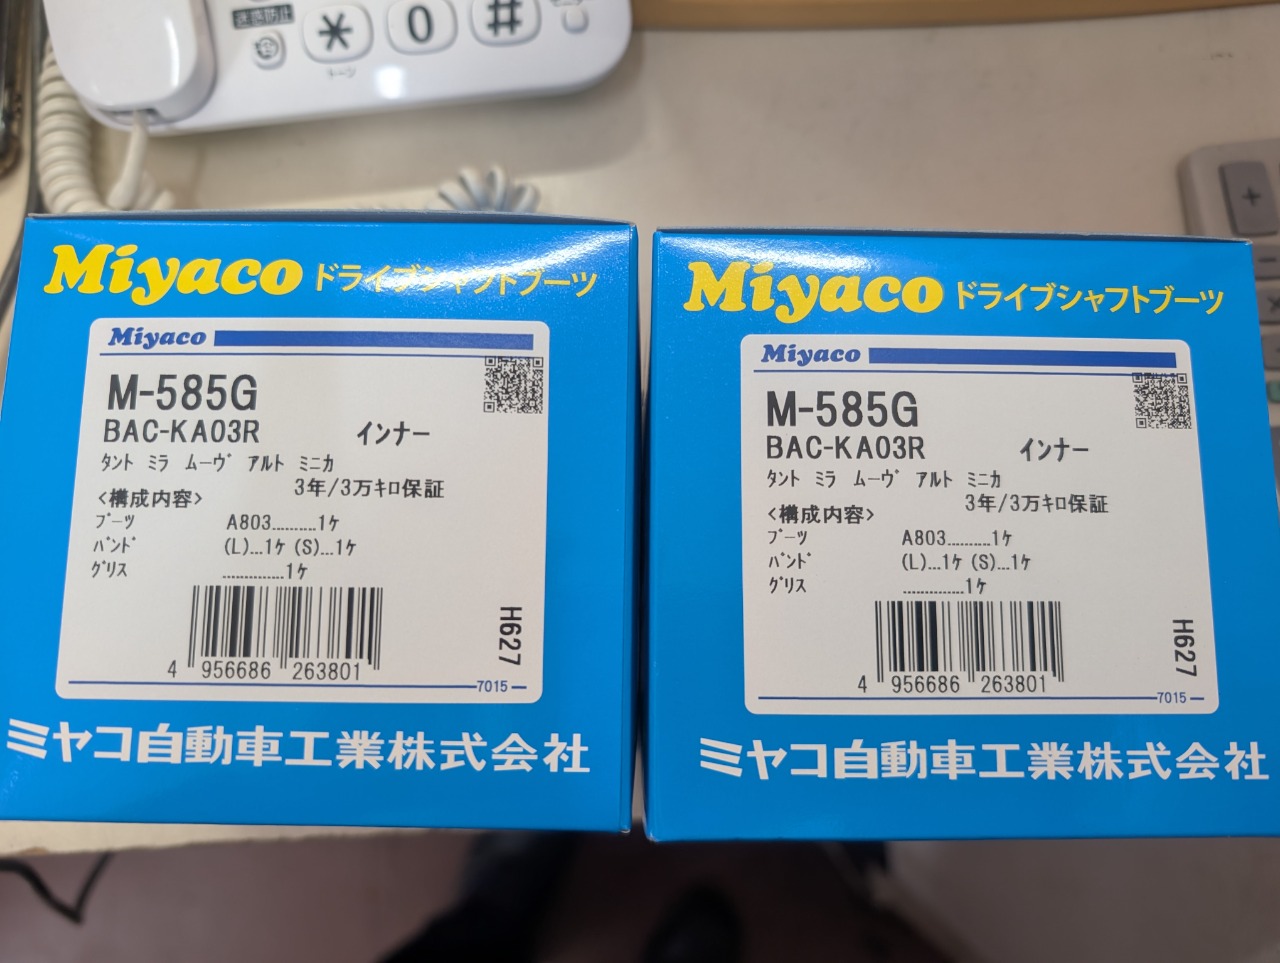 迷惑防止
* 0 #
トーン
Miyaco ドライブシャフトブーツ
Miyaco
M-585G
BAC-KA03R インナー
タント ミラ ムーヴ アルト ミニカ
3年/3万キロ保証
<構成内容>
ブーツ A803..........1ケ
バンド (L)...1ケ (S)...1ケ
グリス ..............1ケ
H627
4 956686 263801
7015
ミヤコ自動車工業株式会社
Miyaco ドライブシャフトブーツ
Miyaco
M-585G
BAC-KA03R インナー
タント ミラ ムーヴ アルト ミニカ
3年/3万キロ保証
<構成内容>
ブーツ A803..........1ケ
バンド (L)...1ケ (S)...1ケ
グリス ..............1ケ
H627
4 956686 263801
7015
ミヤコ自動車工業株式会社
+
−